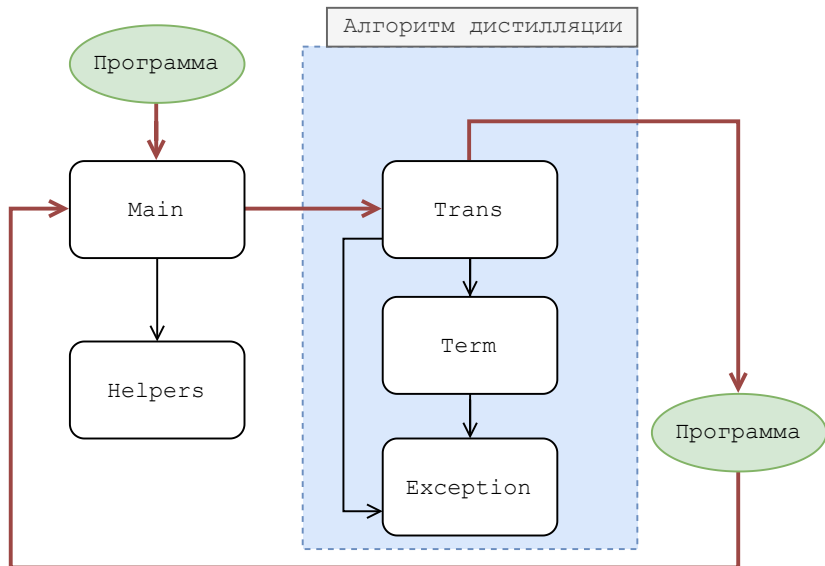 Алгоритм дистилляции
Программа
Main
Trans
Term
Helpers
Программа
Exception